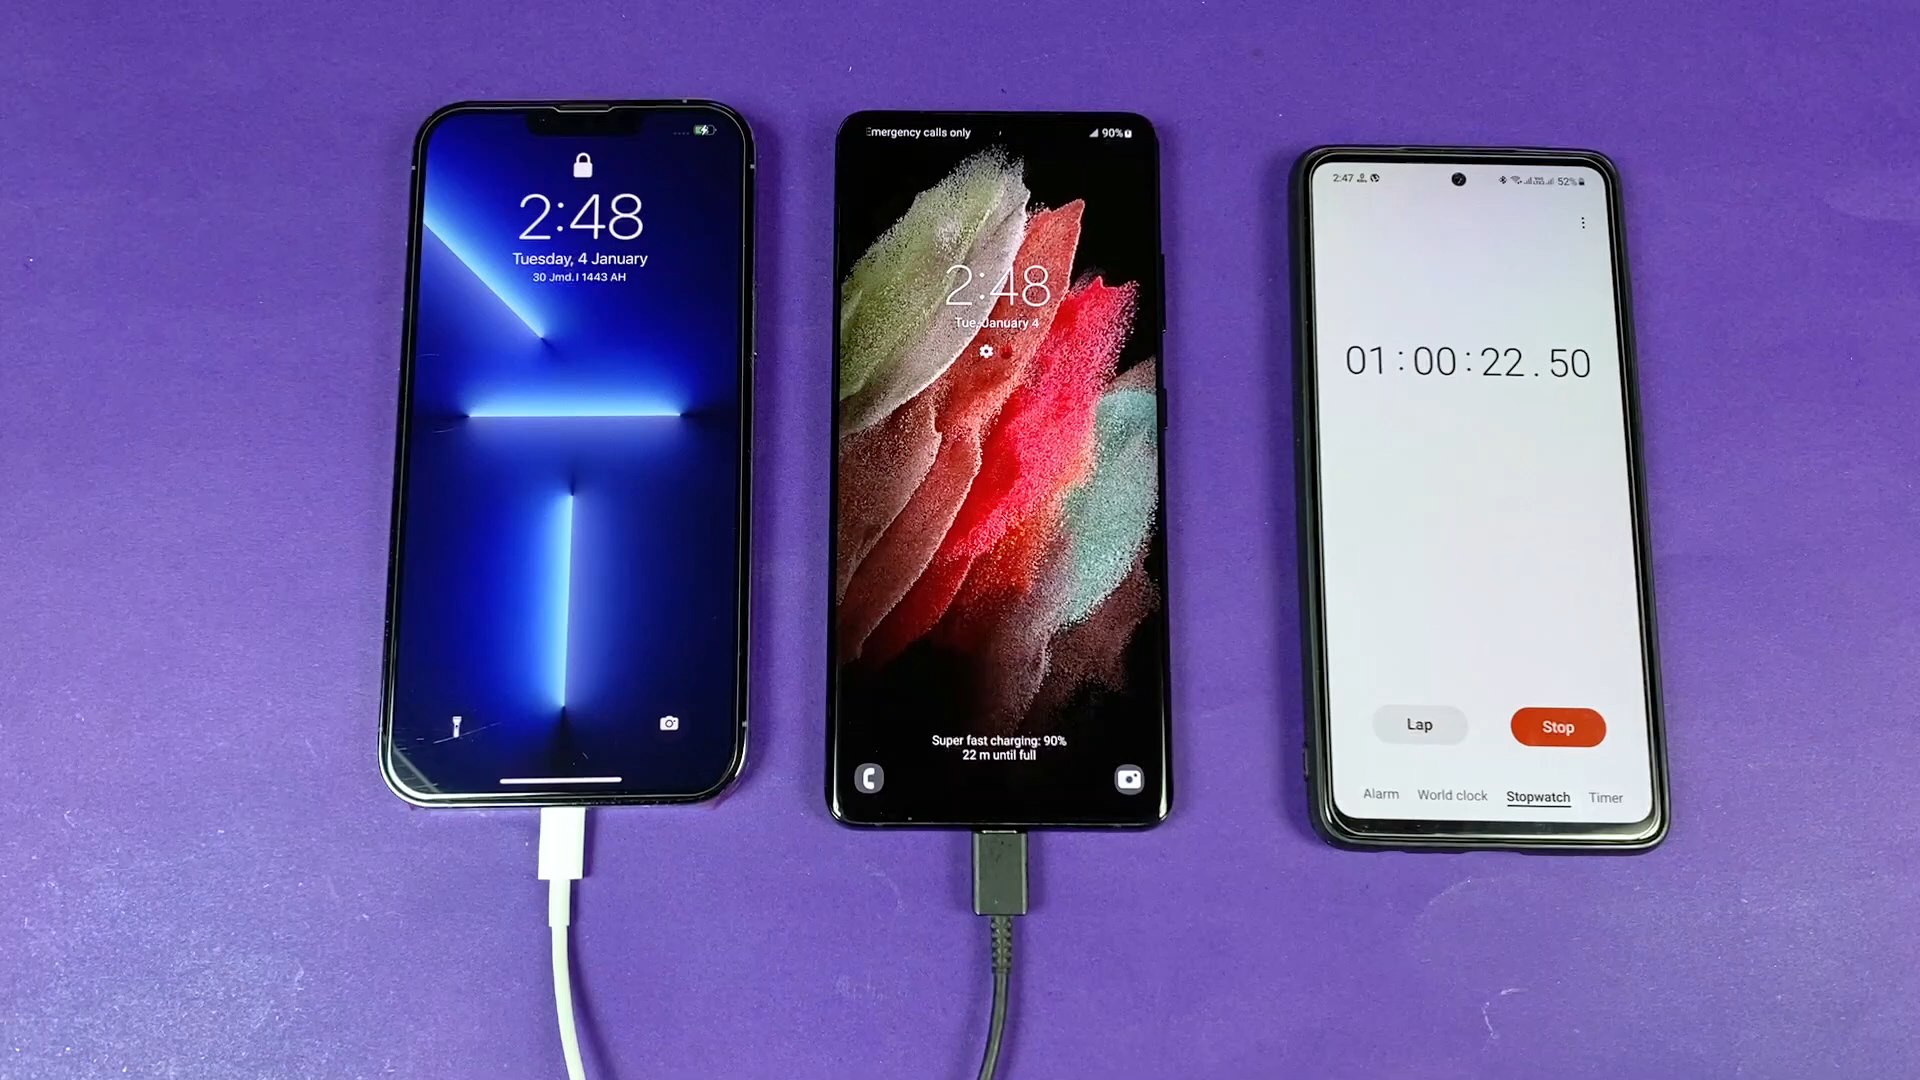 2:48
Tuesday, 4 January
30 Jmd. I 1443 AH
Emergency calls only
90%
2:48
Tue, January 4
Super fast charging: 90%
22 m until full
2:47
52%
01:00:22.50
Lap
Stop
Alarm World clock Stopwatch Timer